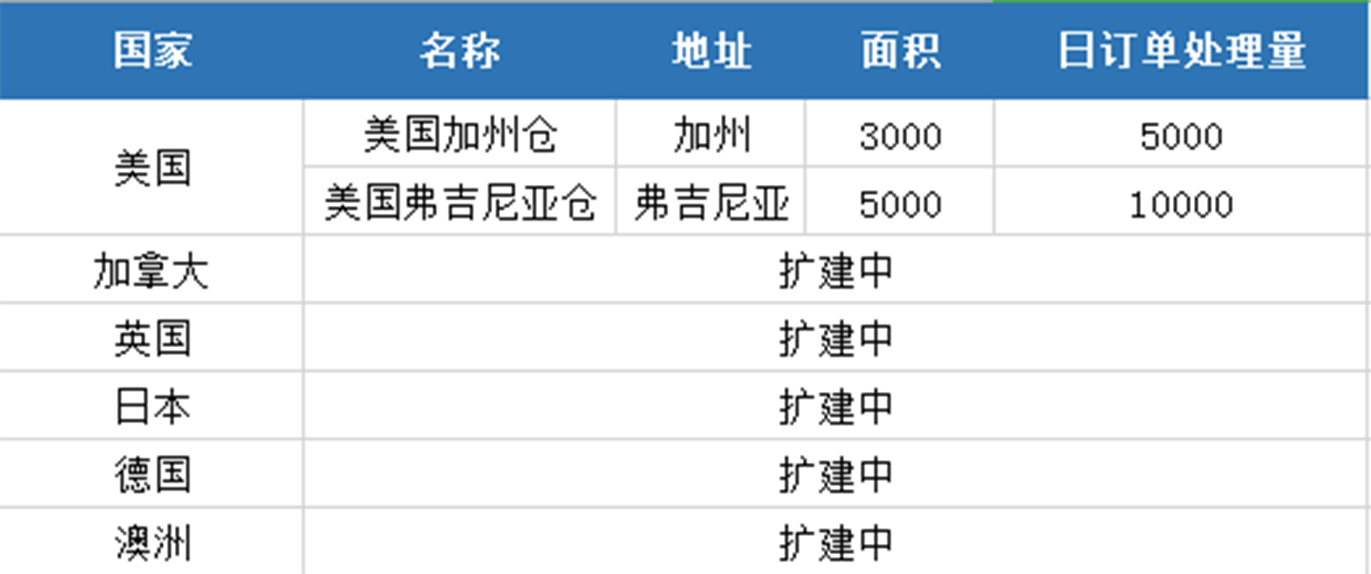 国家 名称 地址 面积 日订单处理量
美国 美国加州仓 加州 3000 5000
美国弗吉尼亚仓 弗吉尼亚 5000 10000
加拿大 扩建中
英国 扩建中
日本 扩建中
德国 扩建中
澳洲 扩建中